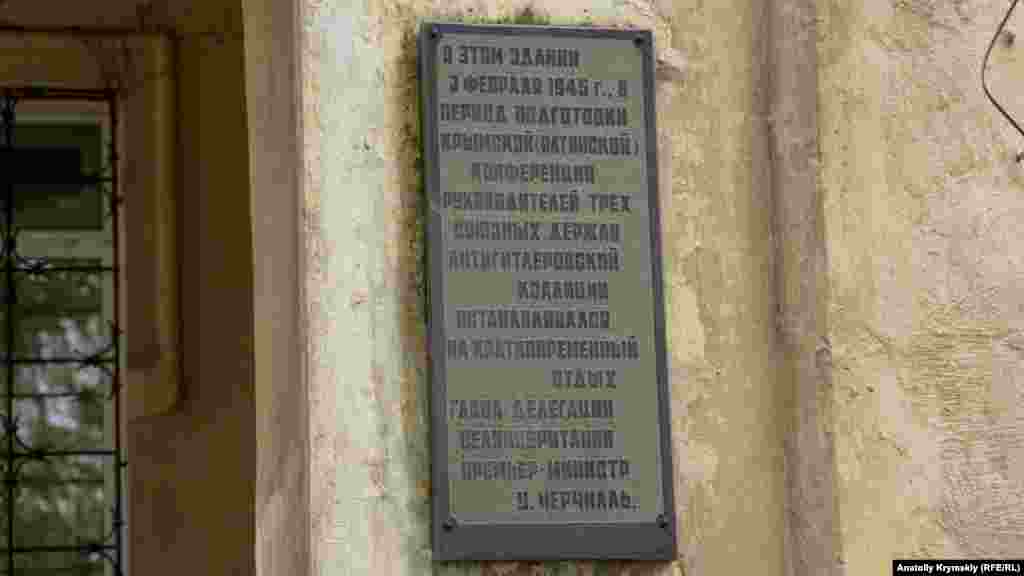 В ЭТОМ ЗДАНИИ
3 ФЕВРАЛЯ 1945 г., В
ПЕРИОД ПОДГОТОВКИ
КРЫМСКОЙ (ЯЛТИНСКОЙ)
КОНФЕРЕНЦИИ
РУКОВОДИТЕЛЕЙ ТРЕХ
СОЮЗНЫХ ДЕРЖАВ
АНТИГИТЛЕРОВСКОЙ
КОАЛИЦИИ
ОСТАНАВЛИВАЛСЯ
НА КРАТКОВРЕМЕННЫЙ
ОТДЫХ
ГЛАВА ДЕЛЕГАЦИИ
ВЕЛИКОБРИТАНИИ
ПРЕМЬЕР-МИНИСТР
У. ЧЕРЧИЛЛЬ.
Anatoliy Krymskiy (RFE/RL)